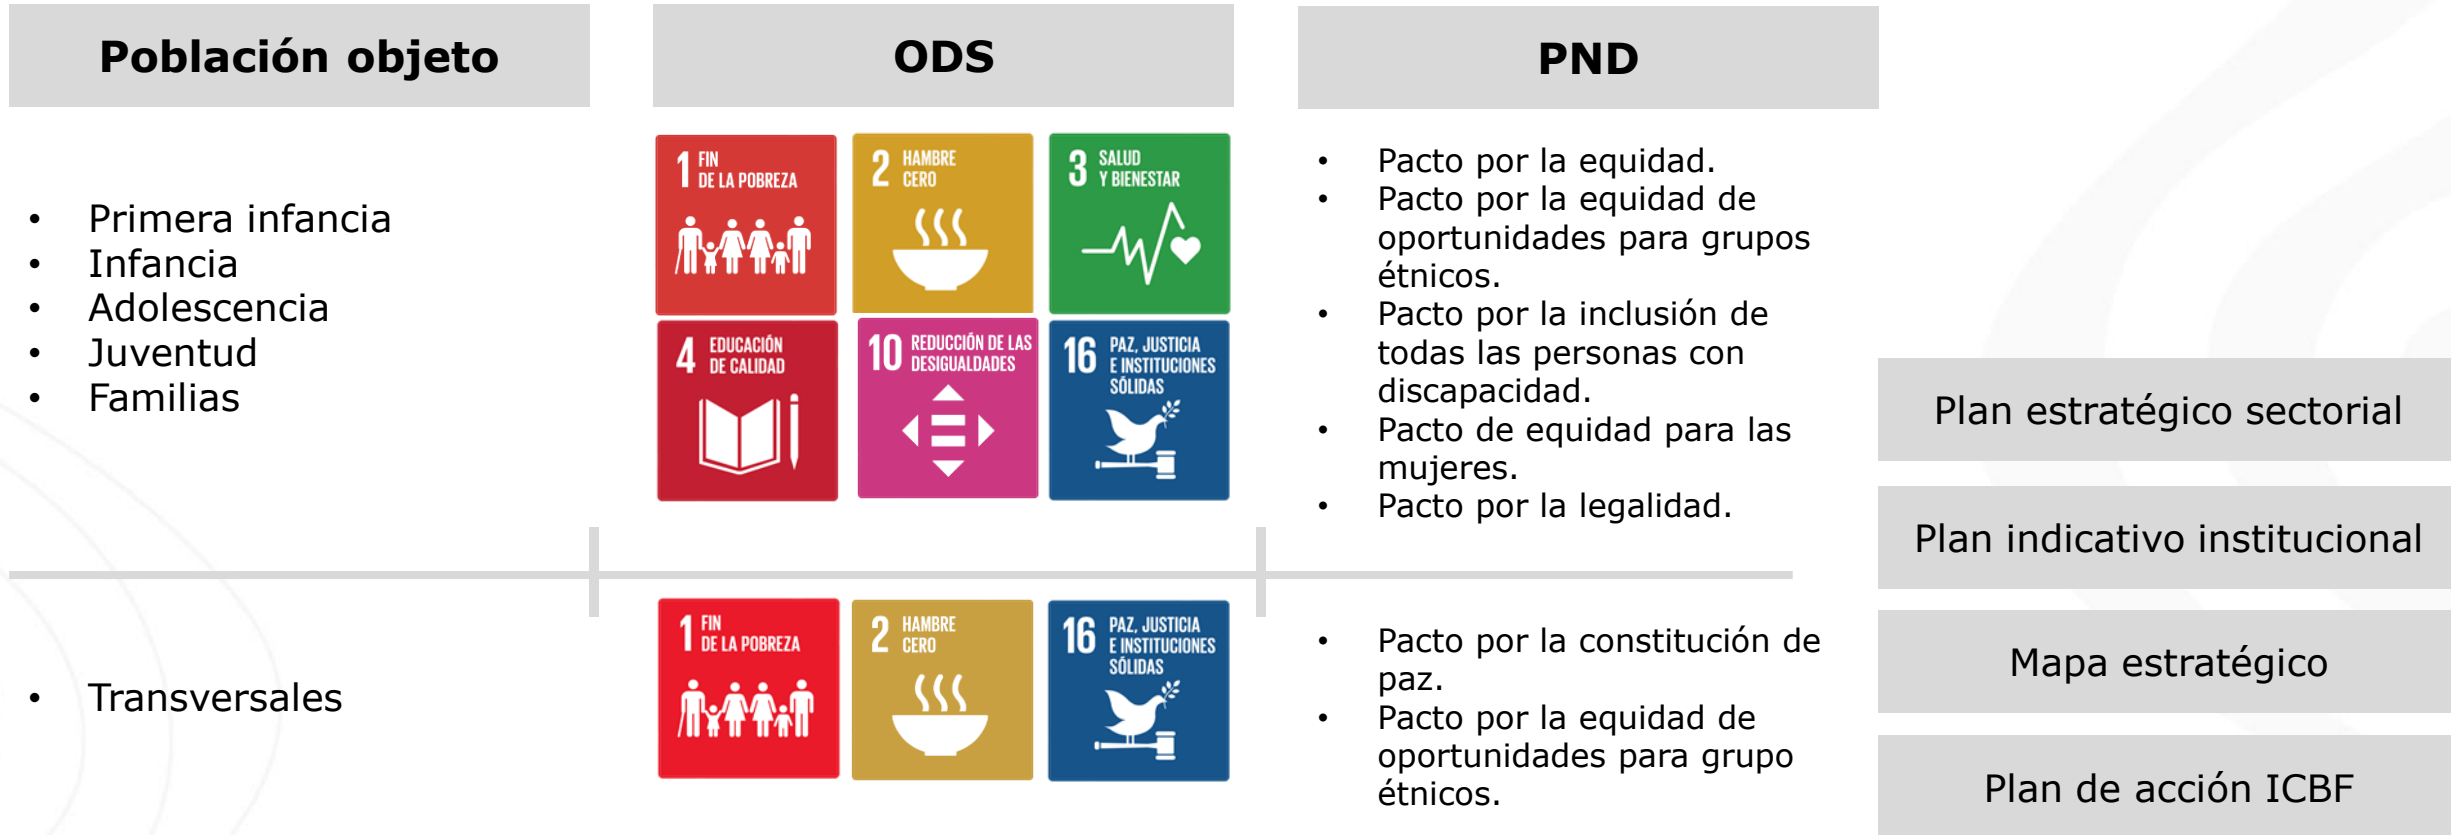 Población objeto
ODS
PND
• Primera infancia
• Infancia
• Adolescencia
• Juventud
• Familias
1 FIN
DE LA POBREZA
2 HAMBRE
CERO
3 SALUD
Y BIENESTAR
4 EDUCACIÓN
DE CALIDAD
10 REDUCCIÓN DE LAS
DESIGUALDADES
16 PAZ, JUSTICIA
E INSTITUCIONES
SÓLIDAS
• Pacto por la equidad.
• Pacto por la equidad de
oportunidades para grupos
étnicos.
• Pacto por la inclusión de
todas las personas con
discapacidad.
• Pacto de equidad para las
mujeres.
• Pacto por la legalidad.
• Transversales
1 FIN
DE LA POBREZA
2 HAMBRE
CERO
16 PAZ, JUSTICIA
E INSTITUCIONES
SÓLIDAS
• Pacto por la constitución de
paz.
• Pacto por la equidad de
oportunidades para grupo
étnicos.
Plan estratégico sectorial
Plan indicativo institucional
Mapa estratégico
Plan de acción ICBF